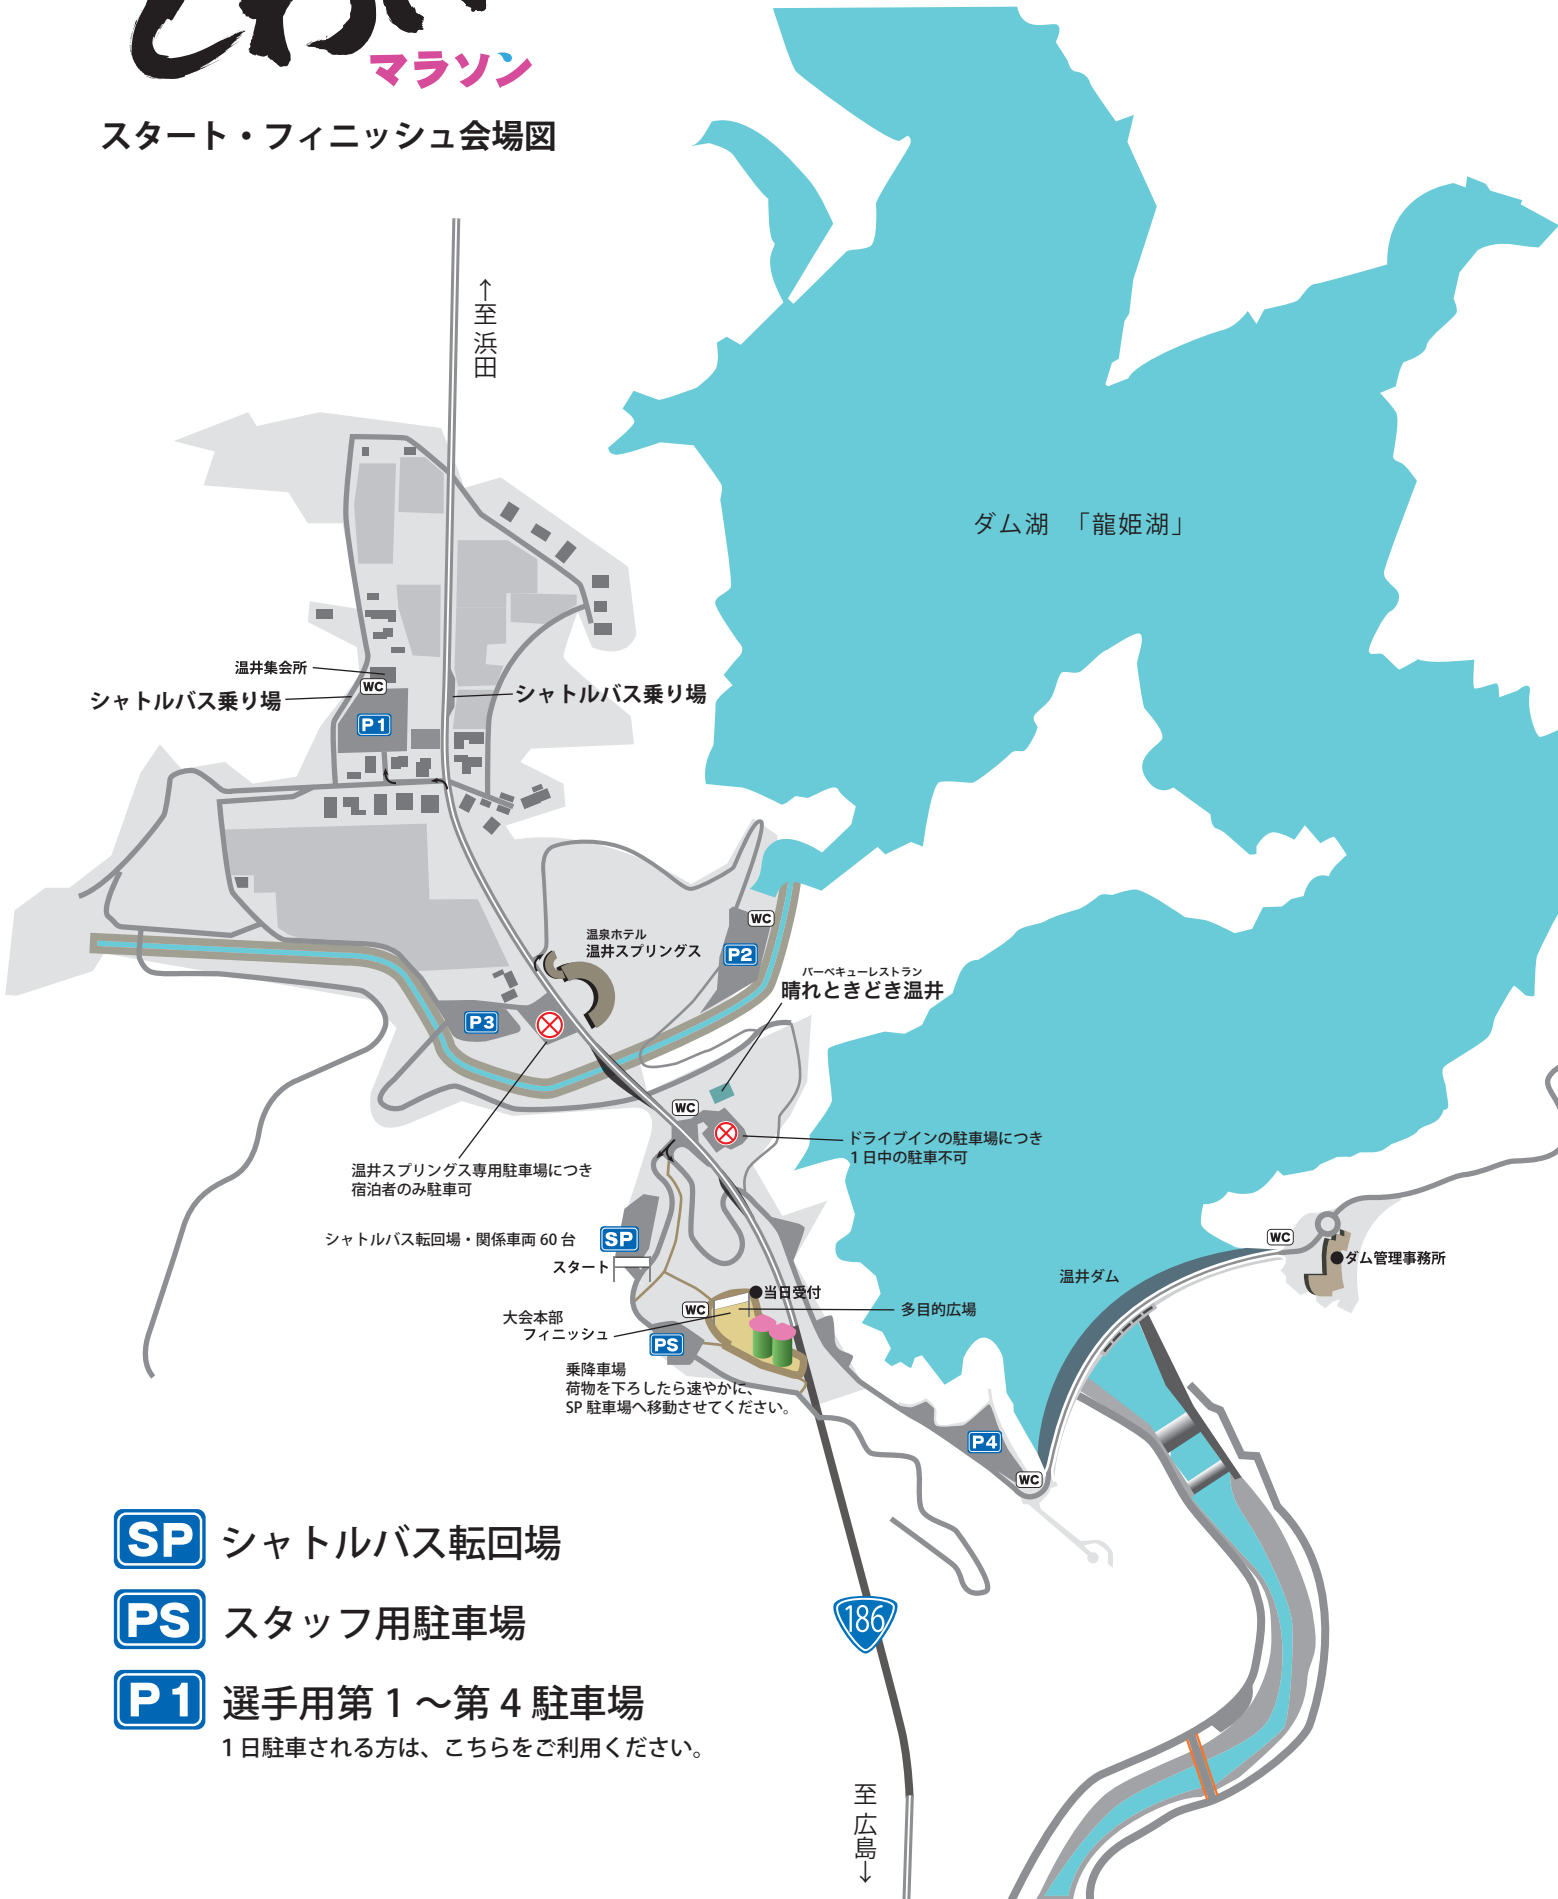 マラソン
スタート・フィニッシュ会場図
↑至 浜田
ダム湖 「龍姫湖」
温井集会所
WC
シャトルバス乗り場
シャトルバス乗り場
P1
温泉ホテル
温井スプリングス
WC
P2
バーベキューレストラン
晴れときどき温井
P3
WC
ドライブインの駐車場につき
1日中の駐車不可
温井スプリングス専用駐車場につき
宿泊者のみ駐車可
シャトルバス転回場・関係車両 60 台
SP
スタート
WC
ダム管理事務所
温井ダム
当日受付
WC
多目的広場
大会本部
フィニッシュ
PS
乗降車場
荷物を下ろしたら速やかに、
SP 駐車場へ移動させてください。
P4
WC
SP シャトルバス転回場
PS スタッフ用駐車場
P1 選手用第 1 ～第 4 駐車場
1 日駐車される方は、こちらをご利用ください。
186
至 広島↓